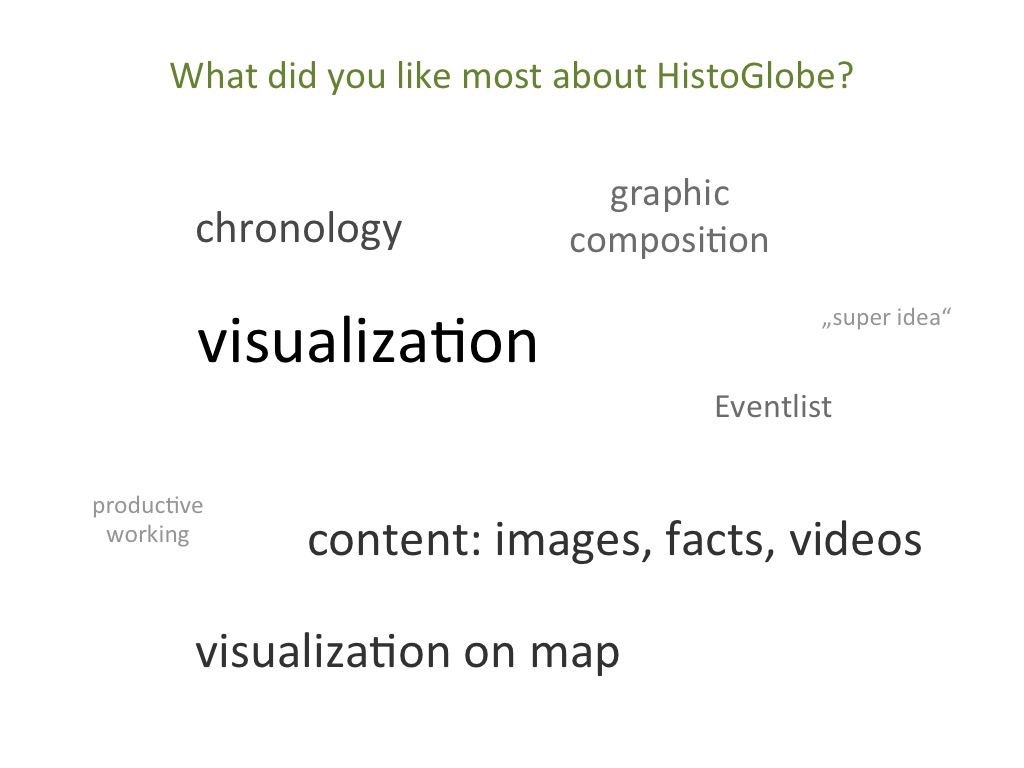 What did you like most about HistoGlobe?
graphic
composition
chronology
„super idea“
visualization
Eventlist
productive
working
content: images, facts, videos
visualization on map